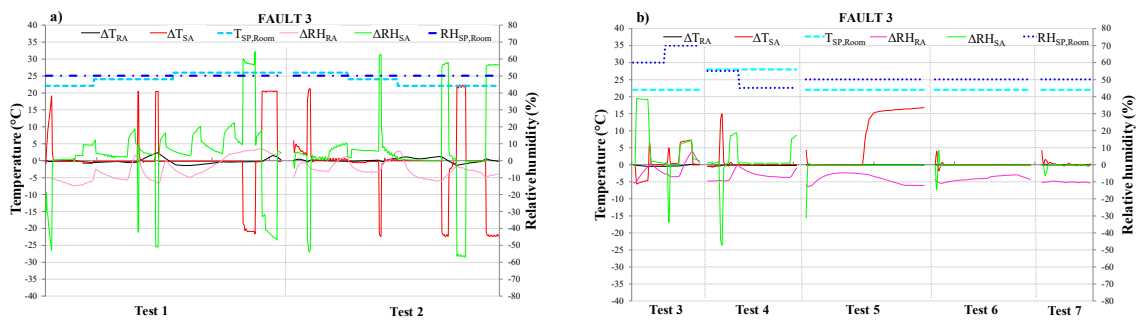 a)
FAULT 3
ΔT_RA ΔT_SA T_SP,Room ΔRH_RA ΔRH_SA RH_SP,Room
40 80
35 70
30 60
25 50
20 40
15 30
10 20
5 10
0 0
-5 -10
-10 -20
-15 -30
-20 -40
-25 -50
-30 -60
-35 -70
-40 -80
Temperature (°C)
Relative humidity (%)
Test 1 Test 2
b)
FAULT 3
ΔT_RA ΔT_SA T_SP,Room ΔRH_RA ΔRH_SA RH_SP,Room
40 80
35 70
30 60
25 50
20 40
15 30
10 20
5 10
0 0
-5 -10
-10 -20
-15 -30
-20 -40
-25 -50
-30 -60
-35 -70
-40 -80
Temperature (°C)
Relative humidity (%)
Test 3 Test 4 Test 5 Test 6 Test 7